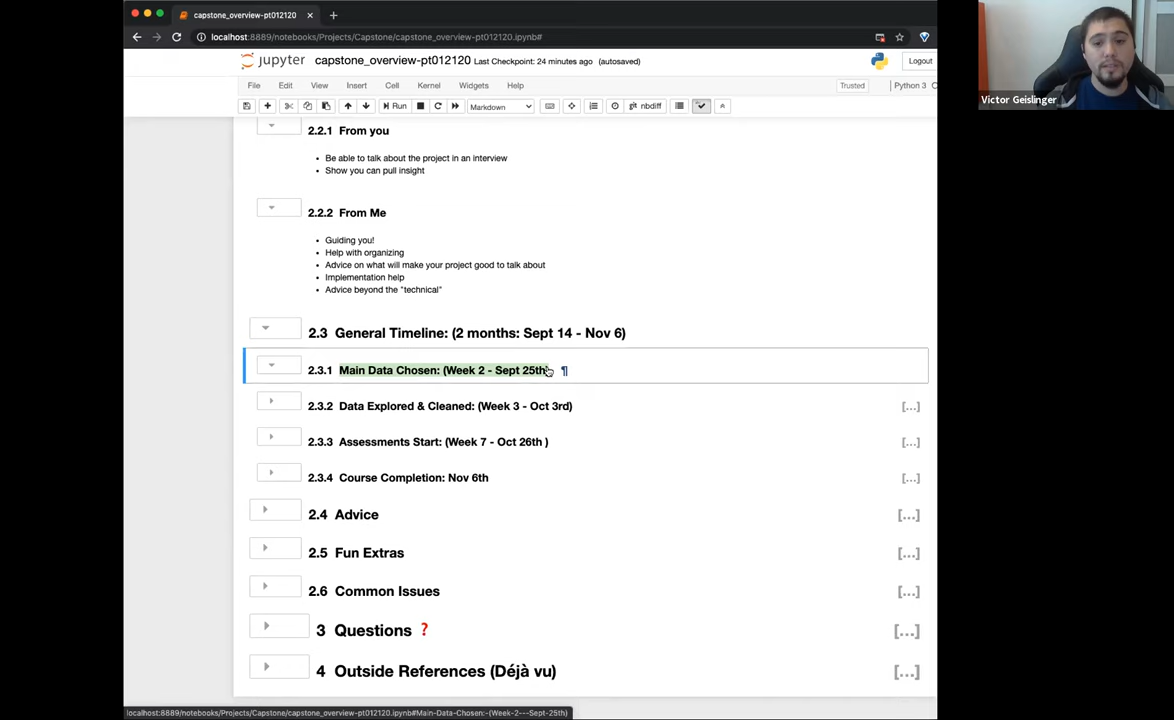 capstone_overview-pt012120
localhost:8889/notebooks/Projects/Capstone/capstone_overview-pt012120.ipynb#
jupyter capstone_overview-pt012120 Last Checkpoint: 24 minutes ago (autosaved)
Logout
File Edit View Insert Cell Kernel Widgets Help
Trusted
Python 3
Run
Markdown
nbdiff
Victor Geislinger
2.2.1 From you
• Be able to talk about the project in an interview
• Show you can pull insight
2.2.2 From Me
• Guiding you!
• Help with organizing
• Advice on what will make your project good to talk about
• Implementation help
• Advice beyond the "technical"
2.3 General Timeline: (2 months: Sept 14 - Nov 6)
2.3.1 Main Data Chosen: (Week 2 - Sept 25th) ¶
2.3.2 Data Explored & Cleaned: (Week 3 - Oct 3rd) [...]
2.3.3 Assessments Start: (Week 7 - Oct 26th ) [...]
2.3.4 Course Completion: Nov 6th [...]
2.4 Advice [...]
2.5 Fun Extras [...]
2.6 Common Issues [...]
3 Questions ❓ [...]
4 Outside References (Déjà vu) [...]
localhost:8889/notebooks/Projects/Capstone/capstone_overview-pt012120.ipynb#Main-Data-Chosen:-(Week-2---Sept-25th)